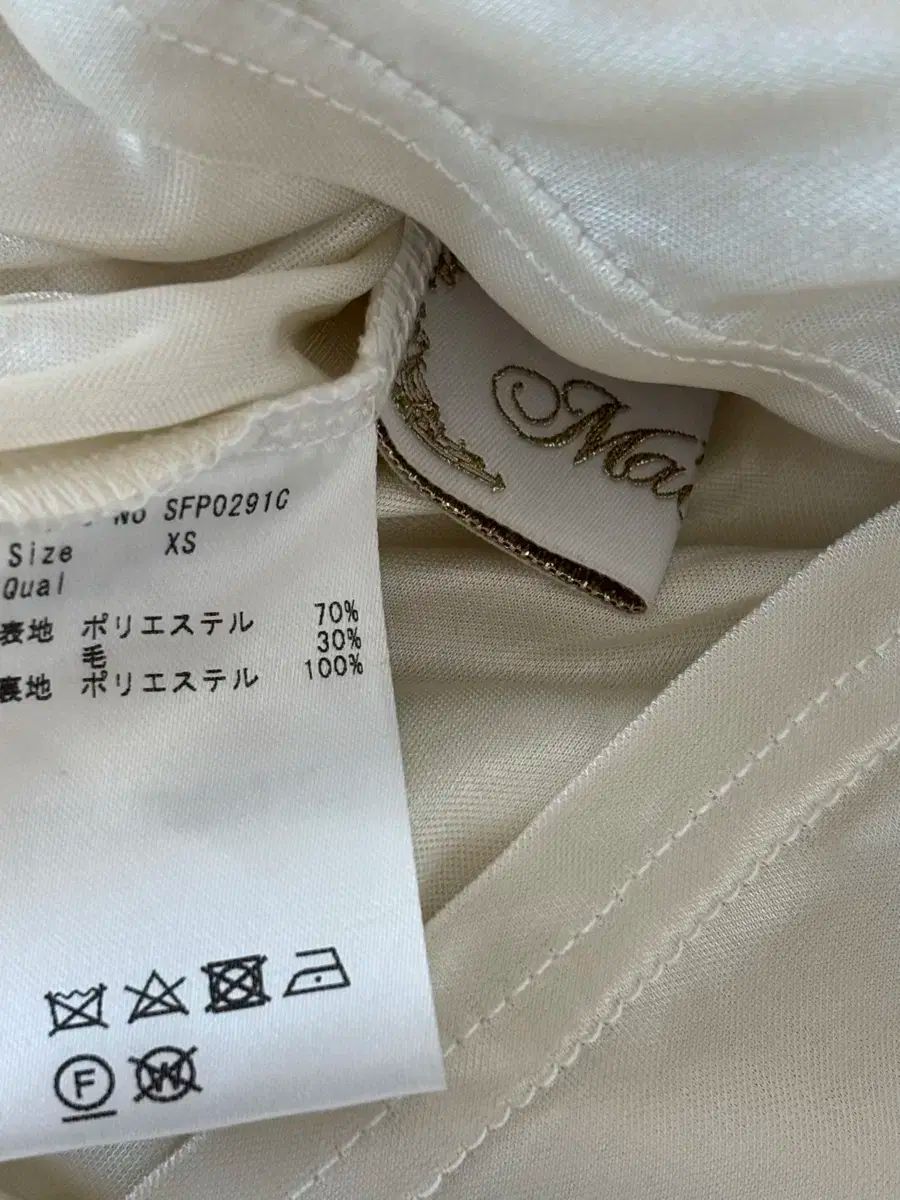 No SFP0291G
Size XS
Qual
表地 ポリエステル 70%
毛 30%
裏地 ポリエステル 100%
F
W